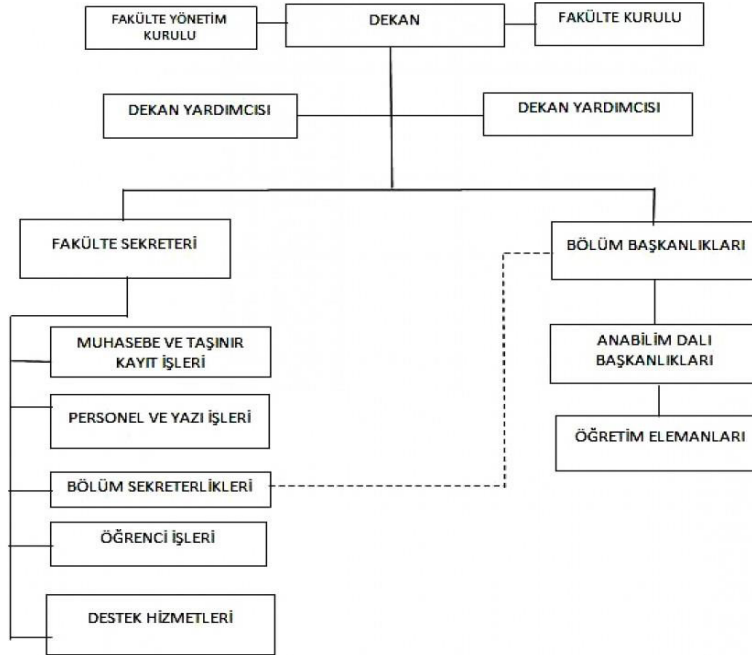 FAKÜLTE YÖNETİM
KURULU
DEKAN
FAKÜLTE KURULU
DEKAN YARDIMCISI
DEKAN YARDIMCISI
FAKÜLTE SEKRETERİ
BÖLÜM BAŞKANLIKLARI
MUHASEBE VE TAŞINIR
KAYIT İŞLERİ
ANABİLİM DALI
BAŞKANLIKLARI
PERSONEL VE YAZI İŞLERİ
ÖĞRETİM ELEMANLARI
BÖLÜM SEKRETERLİKLERİ
ÖĞRENCİ İŞLERİ
DESTEK HİZMETLERİ